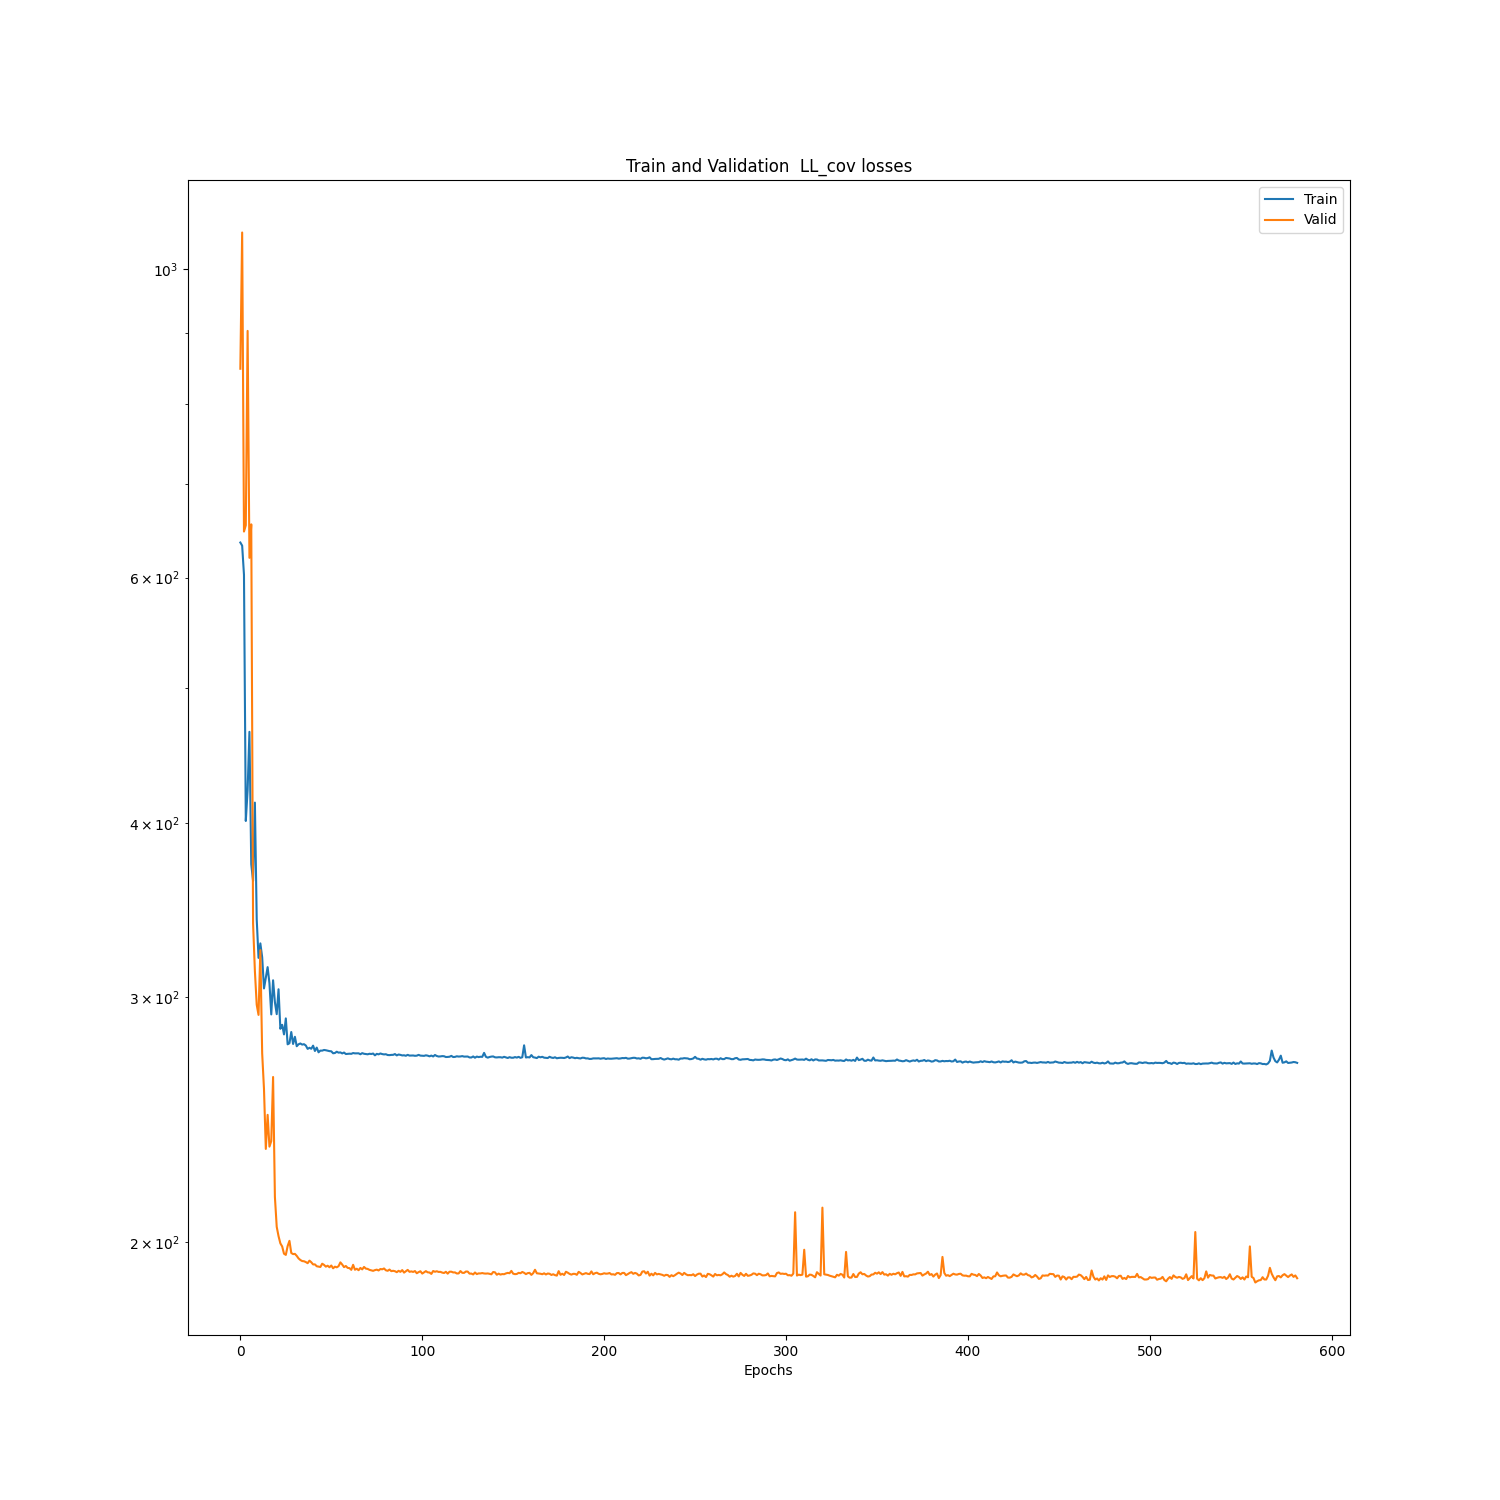 Train and Validation  LL_cov losses
Train
Valid
10³
6 × 10²
4 × 10²
3 × 10²
2 × 10²
0 100 200 300 400 500 600
Epochs